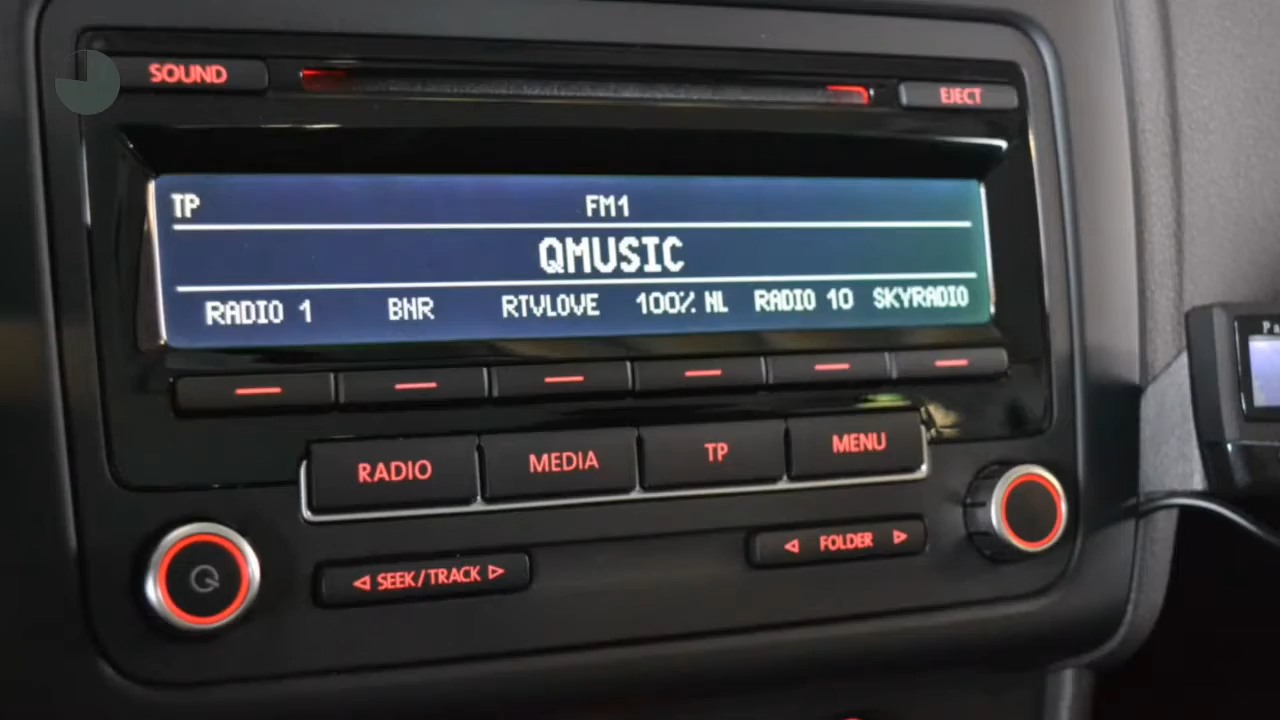 SOUND
EJECT
TP FM1
QMUSIC
RADIO 1 BNR RTVLOVE 100% NL RADIO 10 SKYRADIO
RADIO MEDIA TP MENU
SEEK/TRACK FOLDER